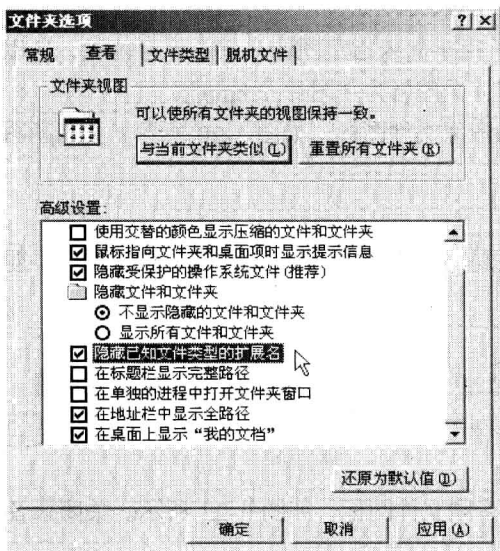 文件夹选项
常规 查看 文件类型 脱机文件
文件夹视图
可以使所有文件夹的视图保持一致。
与当前文件夹类似(L) 重置所有文件夹(R)
高级设置:
使用交替的颜色显示压缩的文件和文件夹
鼠标指向文件夹和桌面项时显示提示信息
隐藏受保护的操作系统文件(推荐)
隐藏文件和文件夹
不显示隐藏的文件和文件夹
显示所有文件和文件夹
隐藏已知文件类型的扩展名
在标题栏显示完整路径
在单独的进程中打开文件夹窗口
在地址栏中显示全路径
在桌面上显示“我的文档”
还原为默认值(D)
确定 取消 应用(A)